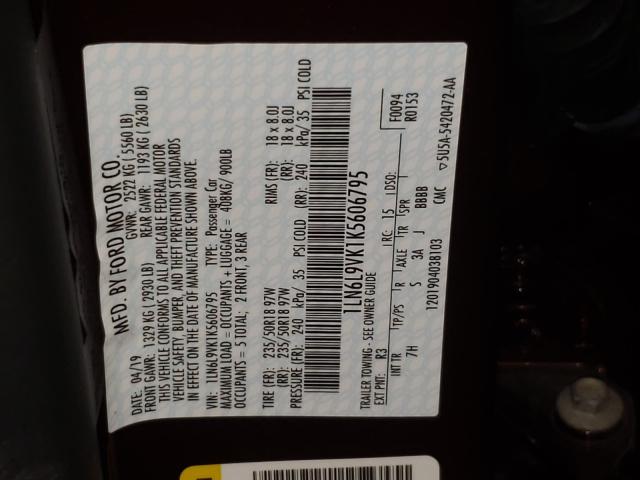 MFD. BY FORD MOTOR CO.
DATE: 04/19 GVWR: 2522 KG ( 5560 LB)
FRONT GAWR: 1329 KG ( 2930 LB) REAR GAWR: 1193 KG ( 2630 LB)
THIS VEHICLE CONFORMS TO ALL APPLICABLE FEDERAL MOTOR
VEHICLE SAFETY, BUMPER, AND THEFT PREVENTION STANDARDS
IN EFFECT ON THE DATE OF MANUFACTURE SHOWN ABOVE.
VIN: 1LN6L9VK1K5606795 TYPE: Passenger Car
MAXIMUM LOAD = OCCUPANTS + LUGGAGE = 408KG/ 900LB
OCCUPANTS = 5 TOTAL; 2 FRONT, 3 REAR
TIRE (FR): 235/50R18 97W RIMS (FR): 18 x 8.0J
(RR): 235/50R18 97W (RR): 18 x 8.0J
PRESSURE (FR): 240 kPa/ 35 PSI COLD (RR): 240 kPa/ 35 PSI COLD
1LN6L9VK1K5606795
TRAILER TOWING - SEE OWNER GUIDE
F0094
R0153
EXT PNT: R3 RC: 15 DSO:
INT TR TP/PS R AXLE TR SPR
7H S 3A J BBBB
1201904038103 CMC
▽5U5A-5420472-AA